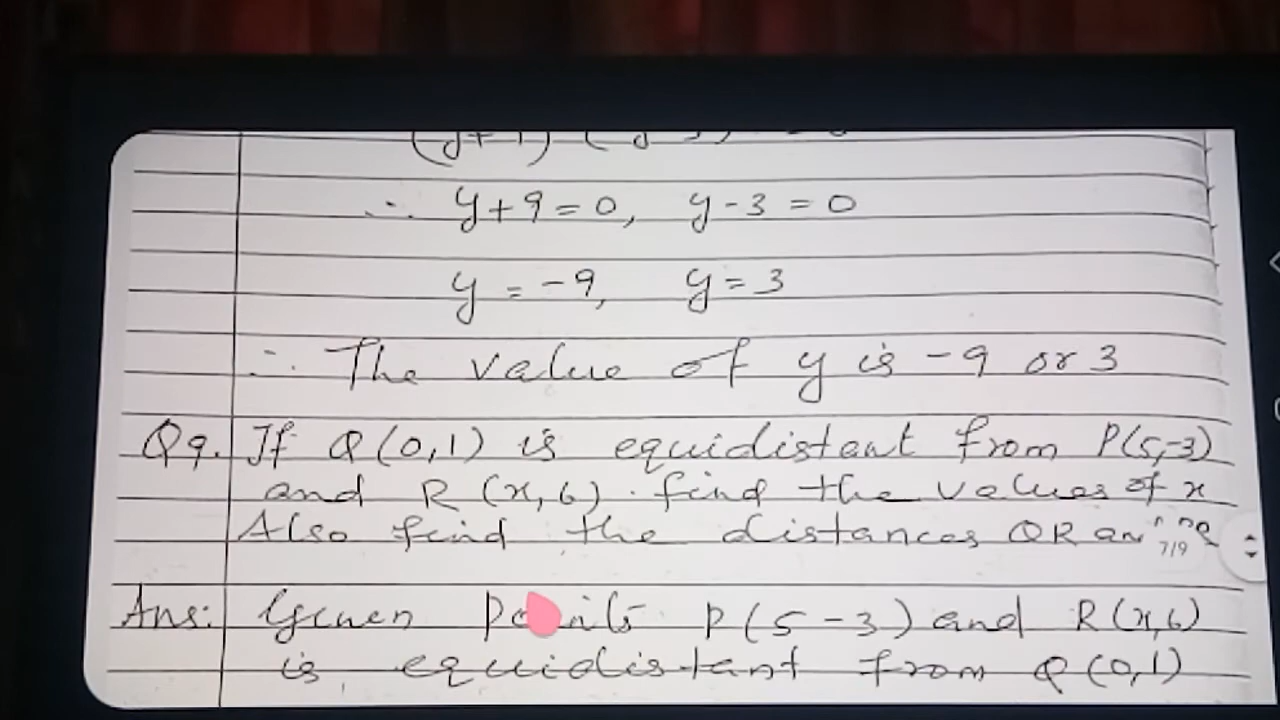 ∴ y+9=0, y-3=0
y = -9, y=3
∴ The value of y is -9 or 3
Q9. If Q(0,1) is equidistant from P(5,-3)
and R(x,6). find the values of x
Also find the distances QR
7/9
Ans: Given Points P(5-3) and R(x,6)
is equidistant from Q(0,1)